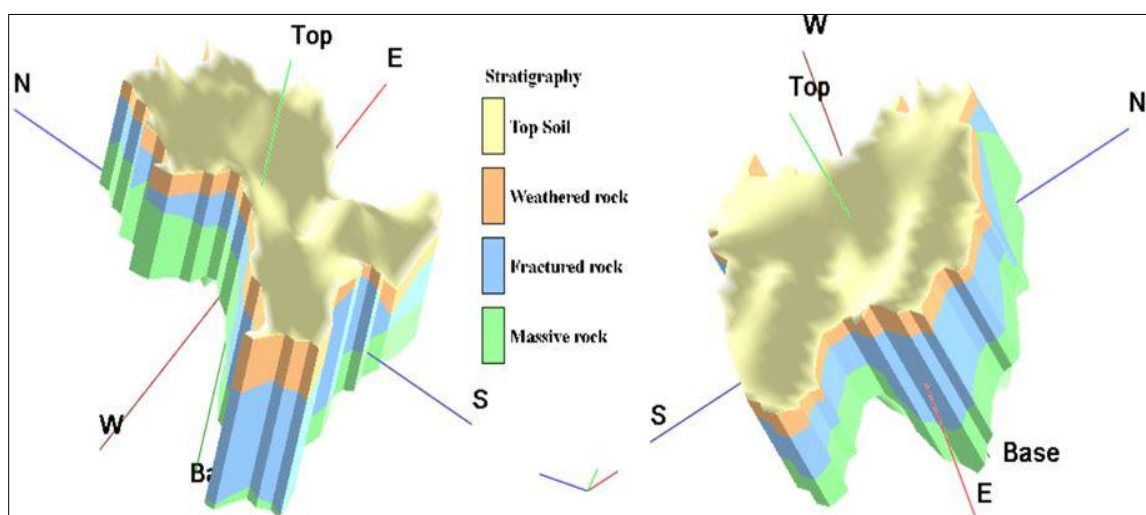 Top
E
N
W
S
Stratigraphy
Top Soil
Weathered rock
Fractured rock
Massive rock
W
Top
N
S
Base
E